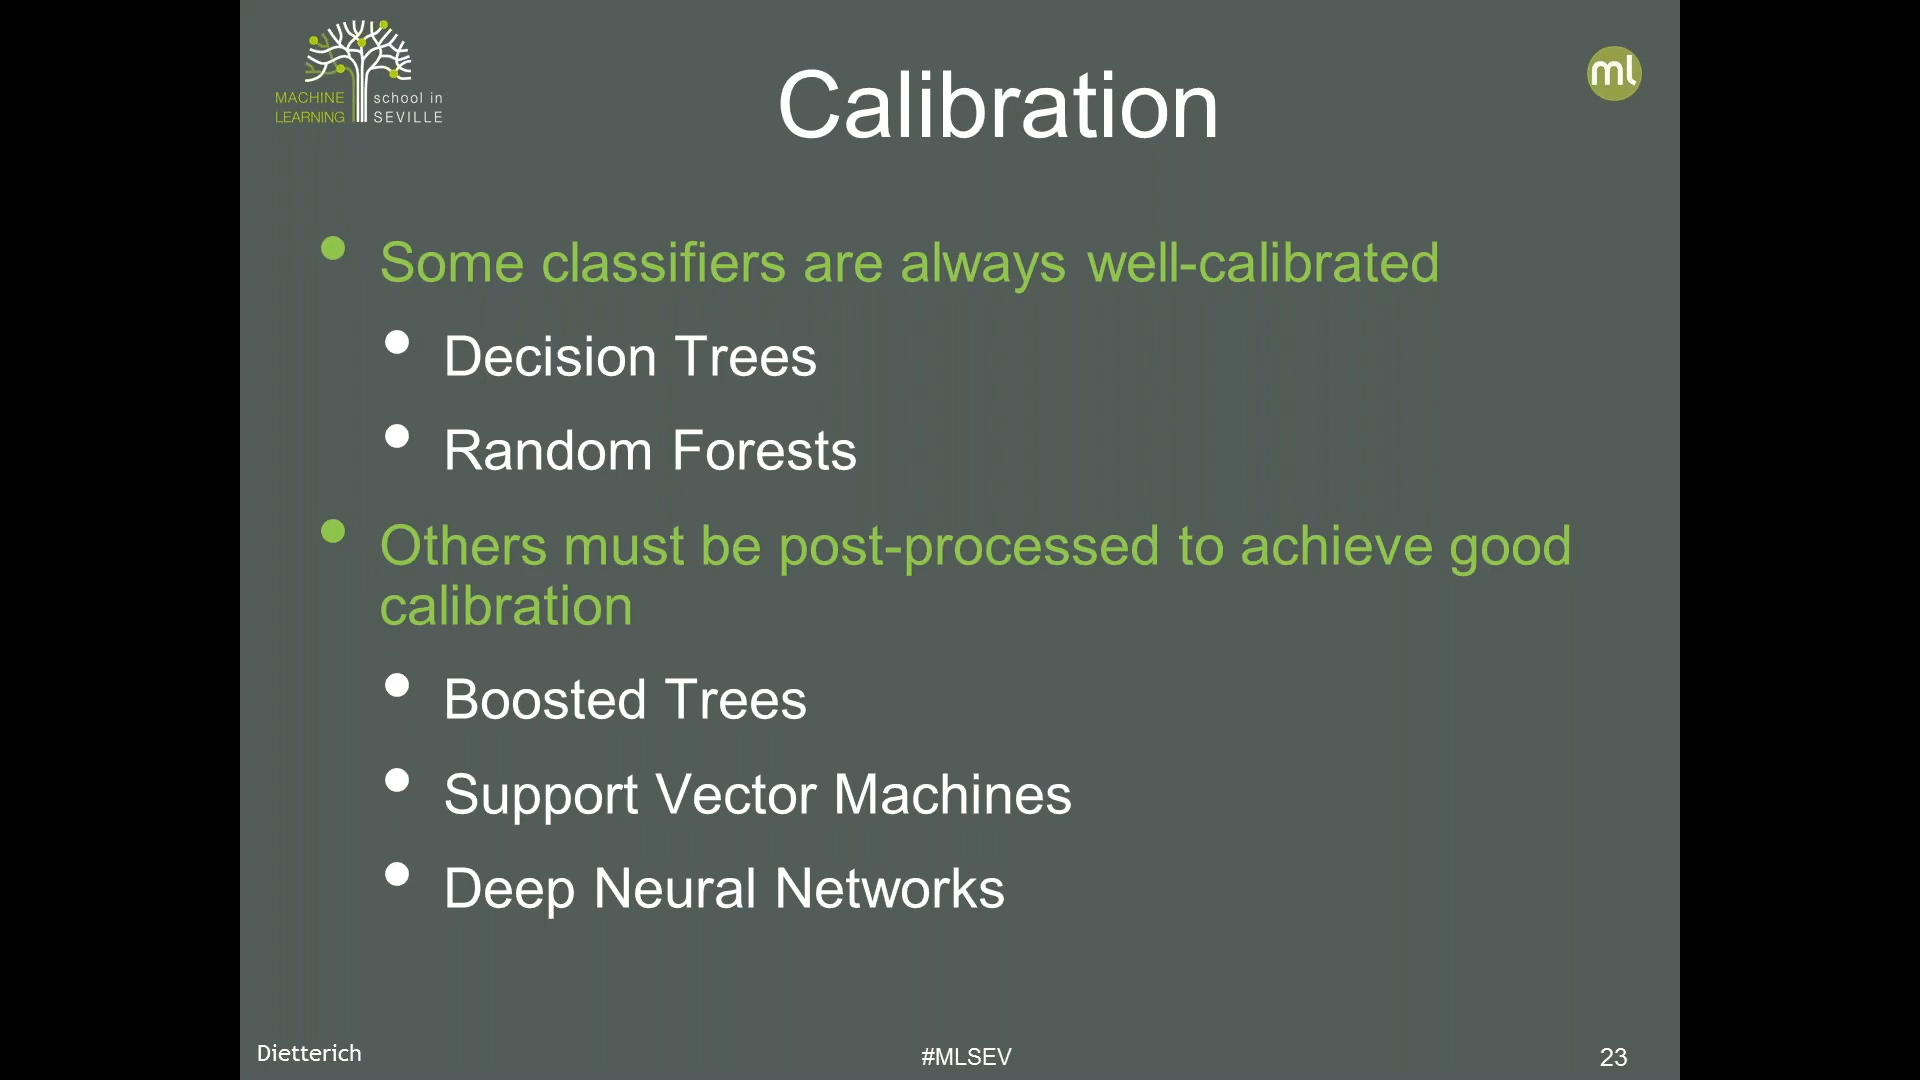 MACHINE school in
LEARNING SEVILLE
ml
Calibration
Some classifiers are always well-calibrated
Decision Trees
Random Forests
Others must be post-processed to achieve good
calibration
Boosted Trees
Support Vector Machines
Deep Neural Networks
Dietterich
#MLSEV
23